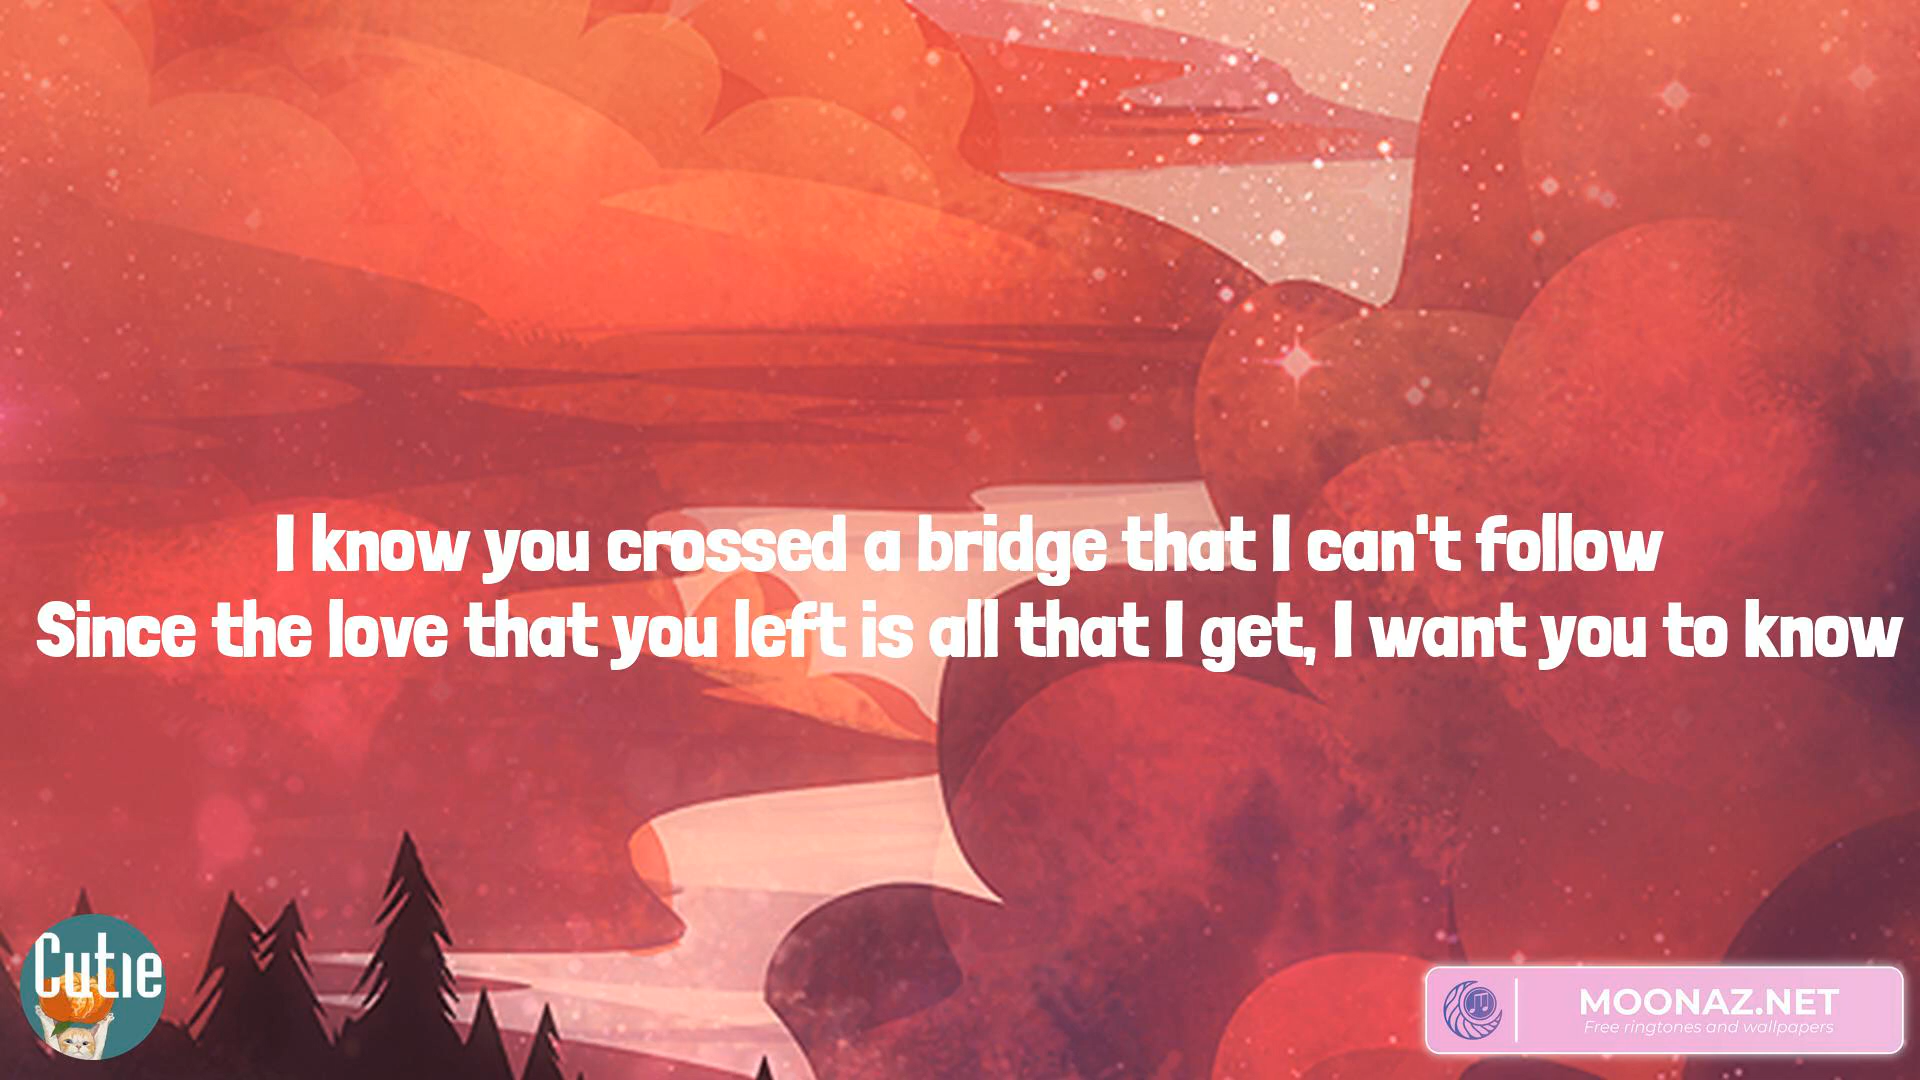 I know you crossed a bridge that I can't follow
Since the love that you left is all that I get, I want you to know
Cutie
MOONAZ.NET
Free ringtones and wallpapers